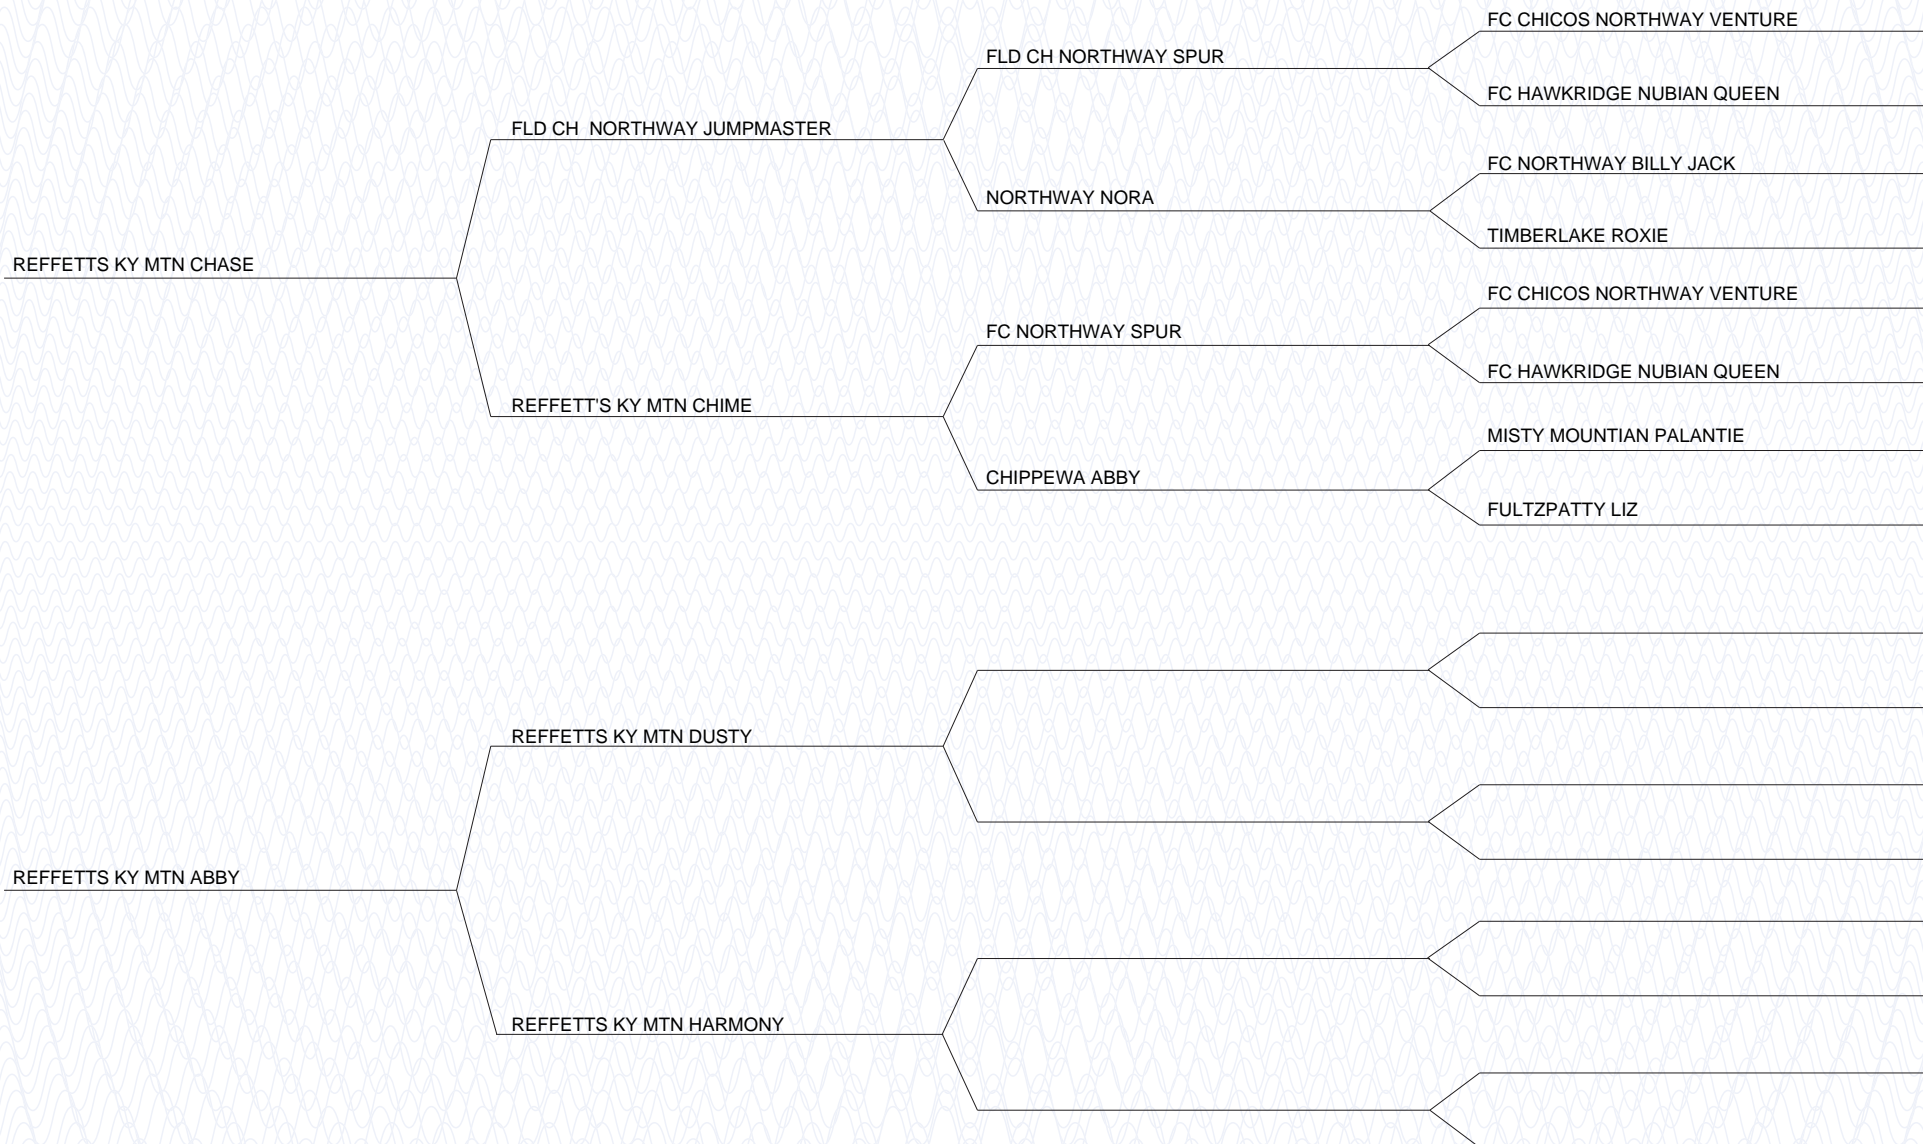 FC CHICOS NORTHWAY VENTURE
FLD CH NORTHWAY SPUR
FC HAWKRIDGE NUBIAN QUEEN
FLD CH  NORTHWAY JUMPMASTER
FC NORTHWAY BILLY JACK
NORTHWAY NORA
TIMBERLAKE ROXIE
REFFETTS KY MTN CHASE
FC CHICOS NORTHWAY VENTURE
FC NORTHWAY SPUR
FC HAWKRIDGE NUBIAN QUEEN
REFFETT'S KY MTN CHIME
MISTY MOUNTIAN PALANTIE
CHIPPEWA ABBY
FULTZPATTY LIZ
REFFETTS KY MTN DUSTY
REFFETTS KY MTN ABBY
REFFETTS KY MTN HARMONY